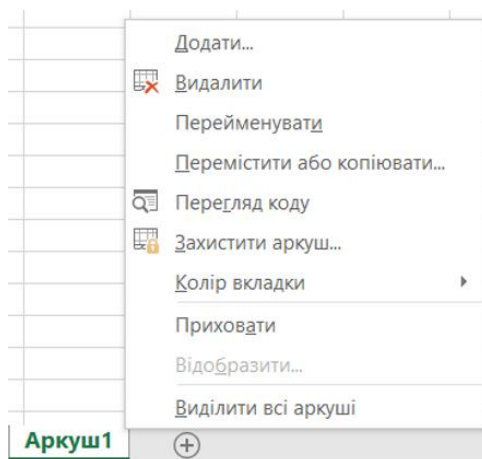 Додати...
Видалити
Перейменувати
Перемістити або копіювати...
Перегляд коду
Захистити аркуш...
Колір вкладки
Приховати
Відобразити...
Виділити всі аркуші
Аркуш1